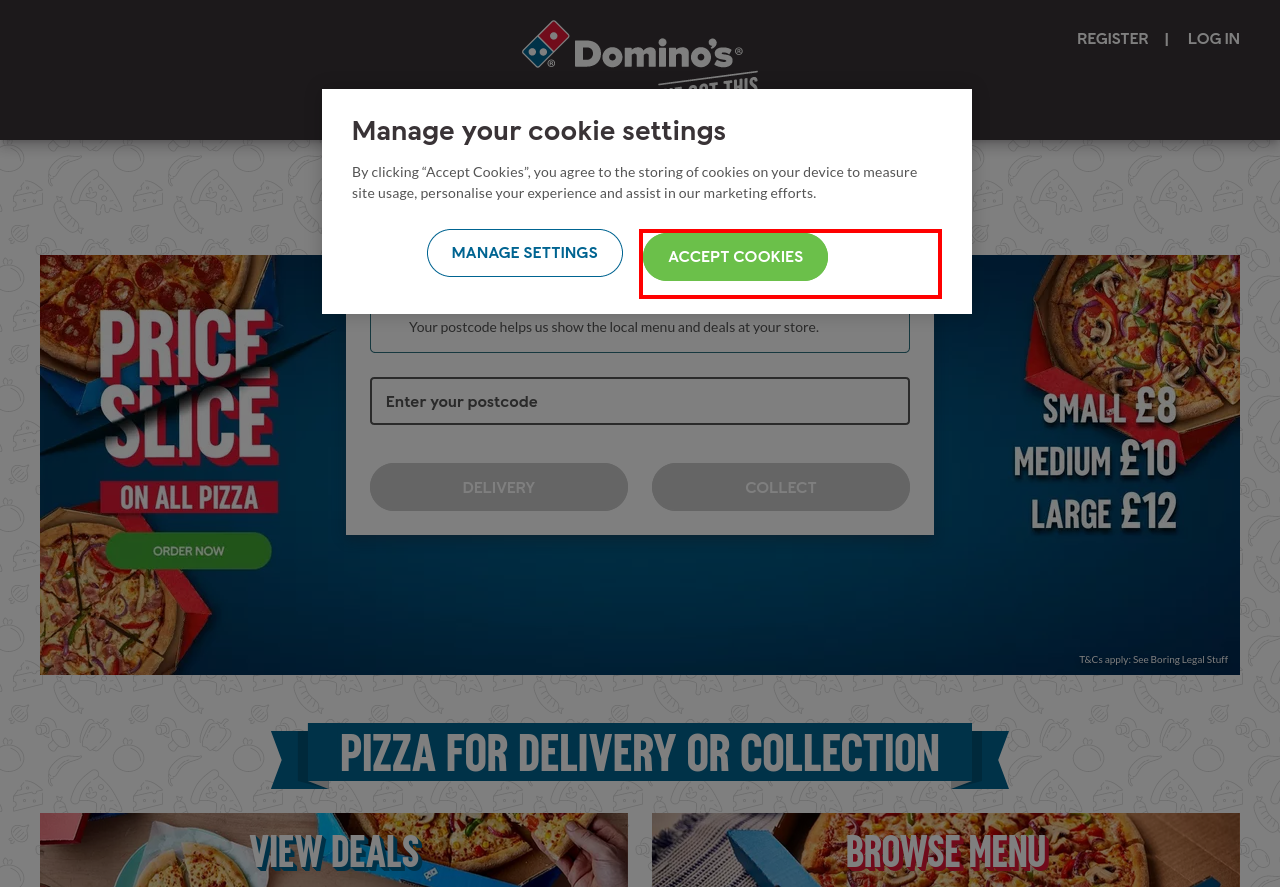 Domino's®
REGISTER | LOG IN
Manage your cookie settings
By clicking “Accept Cookies”, you agree to the storing of cookies on your device to measure
site usage, personalise your experience and assist in our marketing efforts.
MANAGE SETTINGS
ACCEPT COOKIES
Your postcode helps us show the local menu and deals at your store.
Enter your postcode
DELIVERY
COLLECT
PRICE
SLICE
ON ALL PIZZA
ORDER NOW
SMALL £8
MEDIUM £10
LARGE £12
T&Cs apply: See Boring Legal Stuff
PIZZA FOR DELIVERY OR COLLECTION
VIEW DEALS
BROWSE MENU